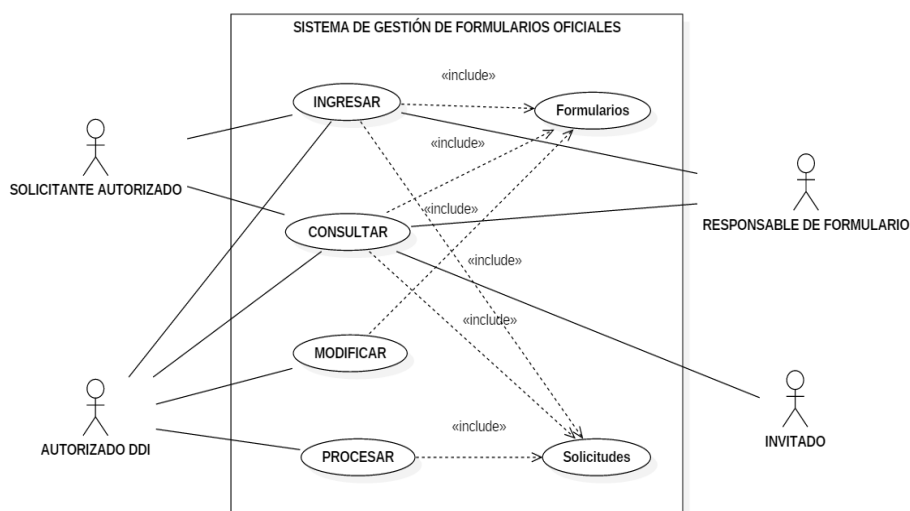 SISTEMA DE GESTIÓN DE FORMULARIOS OFICIALES
«include»
INGRESAR
Formularios
«include»
SOLICITANTE AUTORIZADO
«include»
RESPONSABLE DE FORMULARIO
CONSULTAR
«include»
«include»
MODIFICAR
«include»
AUTORIZADO DDI
INVITADO
PROCESAR
Solicitudes